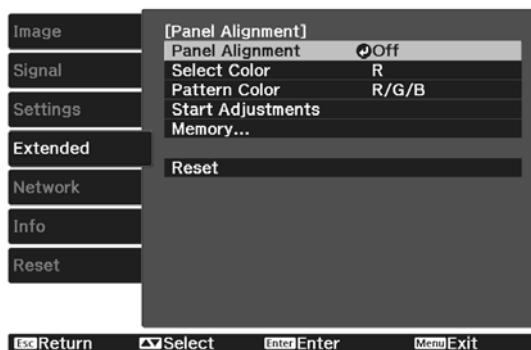 Image
Signal
Settings
Extended
Network
Info
Reset
[Panel Alignment]
Panel Alignment Off
Select Color R
Pattern Color R/G/B
Start Adjustments
Memory...
Reset
Esc Return Select Enter Enter Menu Exit